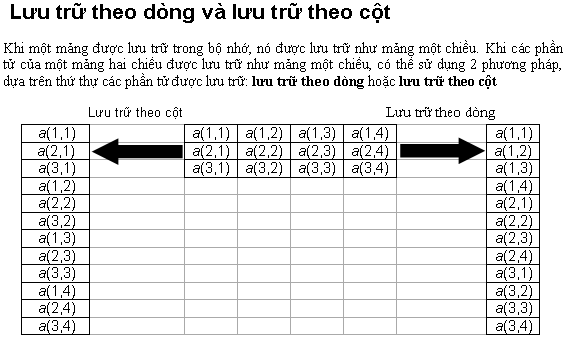 Lưu trữ theo dòng và lưu trữ theo cột
Khi một mảng được lưu trữ trong bộ nhớ, nó được lưu trữ như mảng một chiều. Khi các phần
tử của một mảng hai chiều được lưu trữ như mảng một chiều, có thể sử dụng 2 phương pháp,
dựa trên thứ thự các phần tử được lưu trữ: lưu trữ theo dòng hoặc lưu trữ theo cột
Lưu trữ theo cột Lưu trữ theo dòng
a(1,1) a(1,1) a(1,2) a(1,3) a(1,4) a(1,1)
a(2,1) a(2,1) a(2,2) a(2,3) a(2,4) a(1,2)
a(3,1) a(3,1) a(3,2) a(3,3) a(3,4) a(1,3)
a(1,2) a(1,4)
a(2,2) a(2,1)
a(3,2) a(2,2)
a(1,3) a(2,3)
a(2,3) a(2,4)
a(3,3) a(3,1)
a(1,4) a(3,2)
a(2,4) a(3,3)
a(3,4) a(3,4)